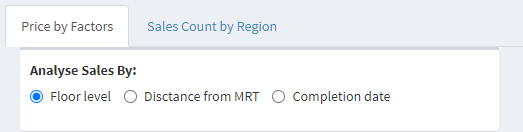 Price by Factors Sales Count by Region
Analyse Sales By:
Floor level Disctance from MRT Completion date